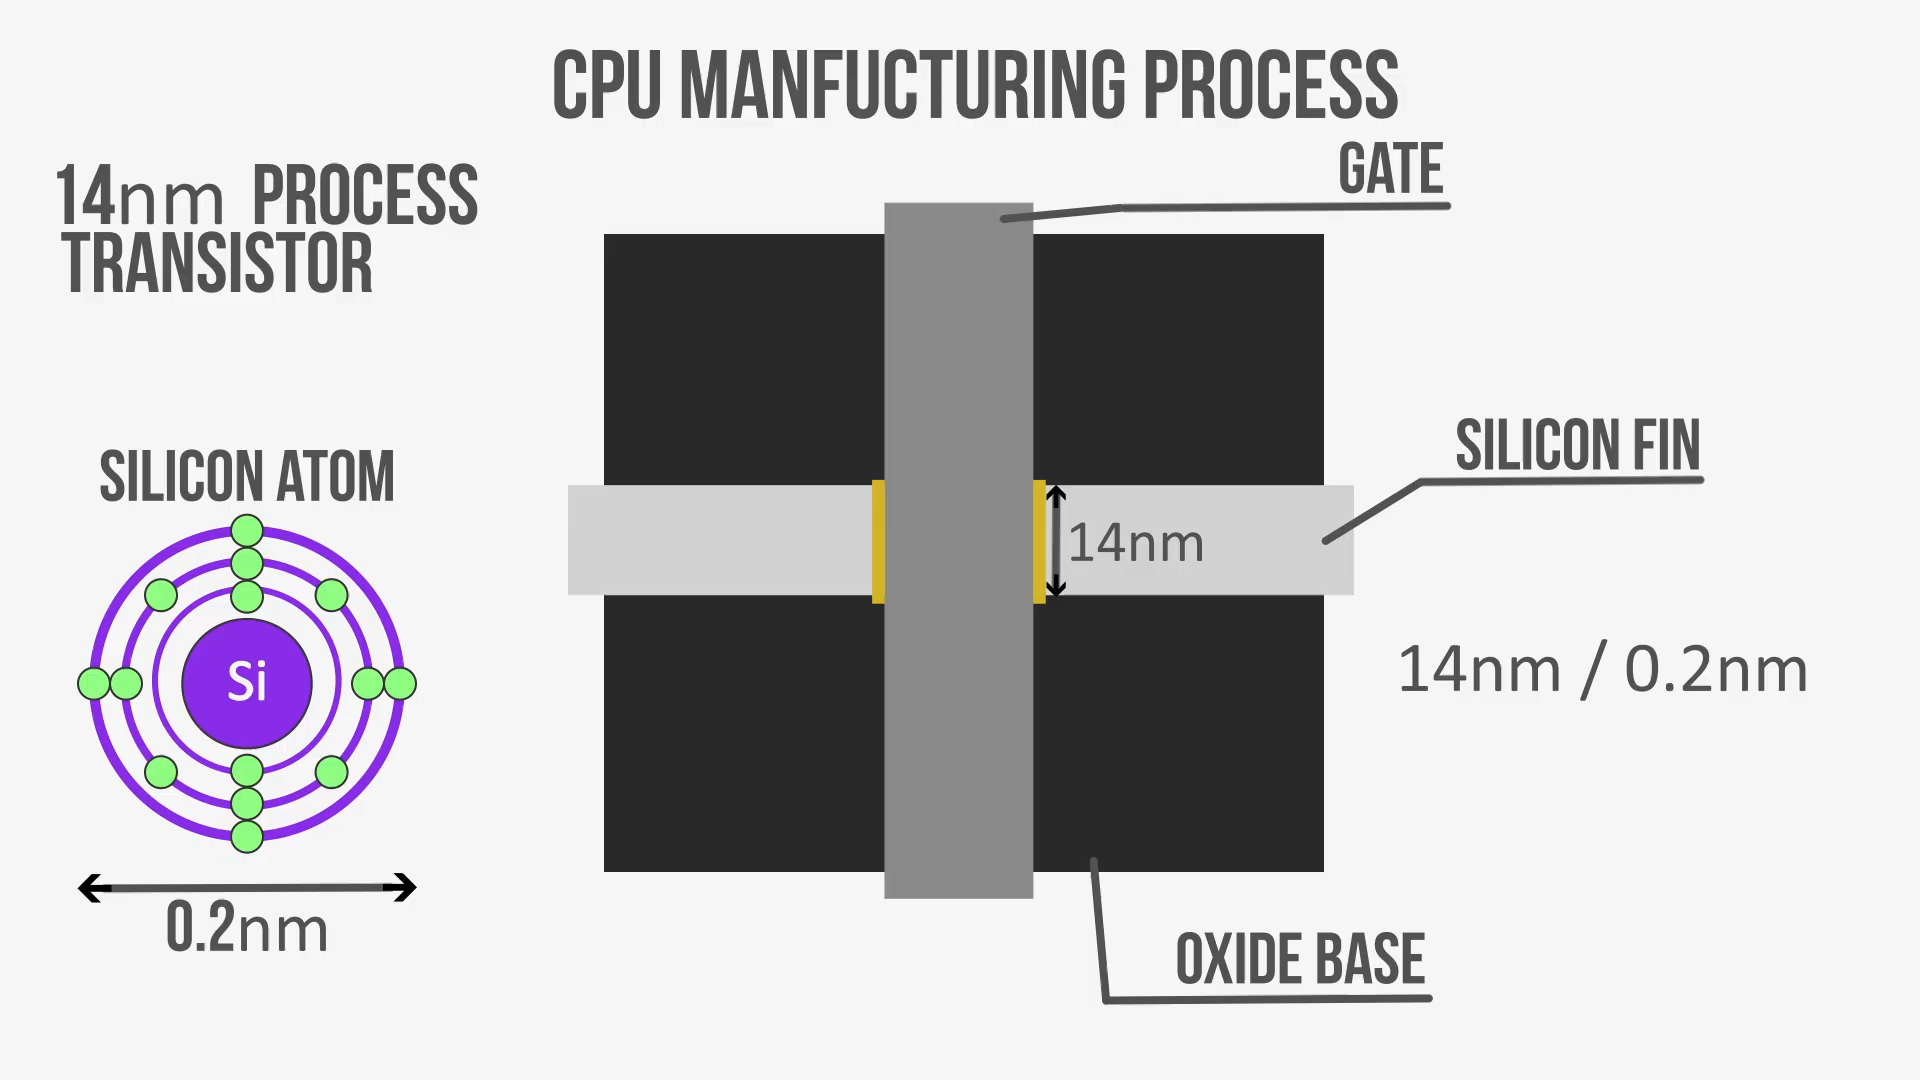 CPU MANFUCTURING PROCESS
14nm PROCESS
TRANSISTOR
GATE
SILICON FIN
SILICON ATOM
14nm
Si
14nm / 0.2nm
0.2nm
OXIDE BASE